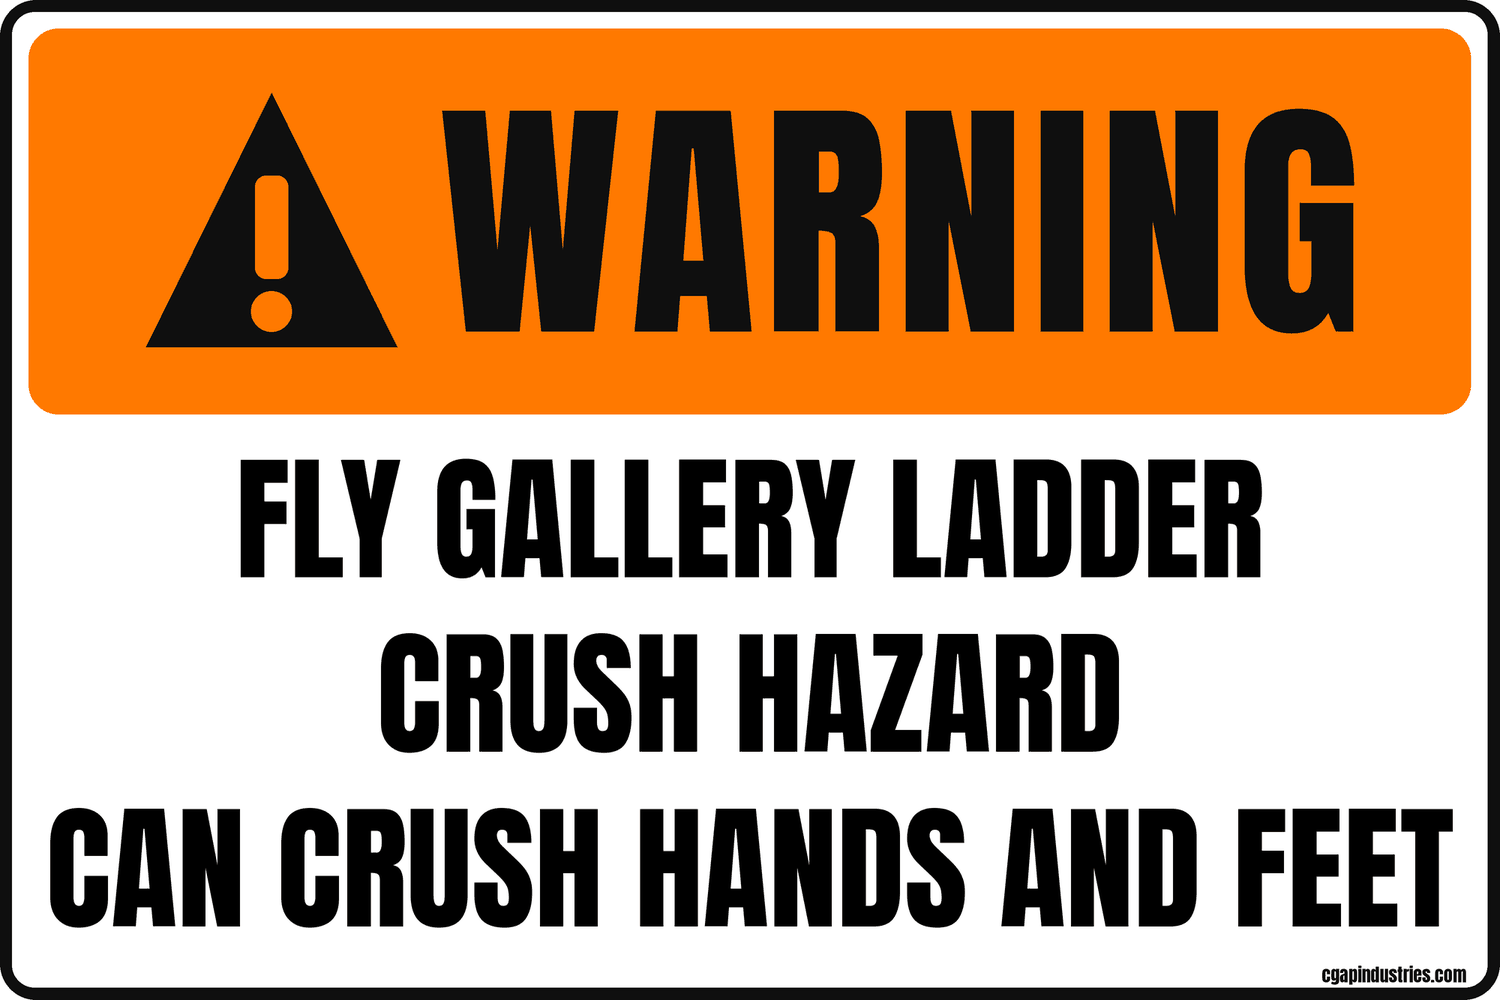 WARNING
FLY GALLERY LADDER
CRUSH HAZARD
CAN CRUSH HANDS AND FEET
cgapindustries.com